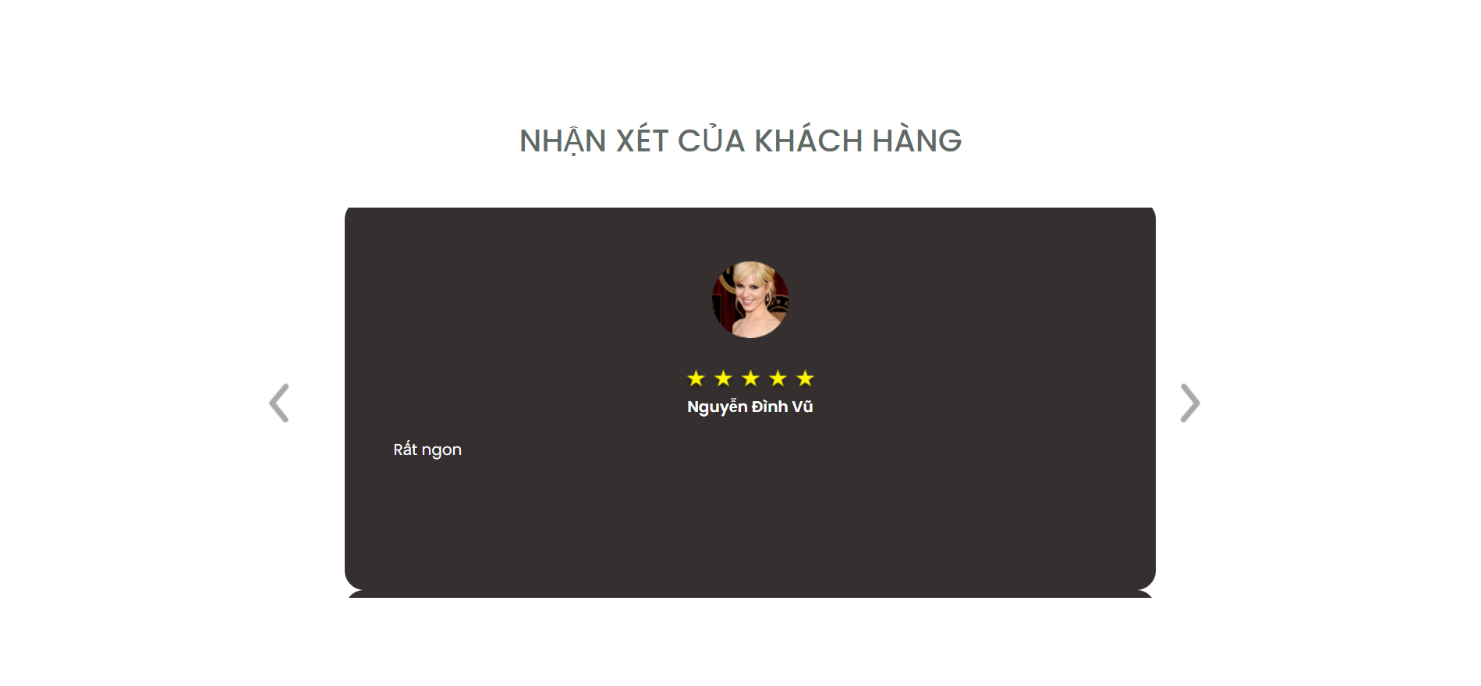 NHẬN XÉT CỦA KHÁCH HÀNG
Nguyễn Đình Vũ
Rất ngon